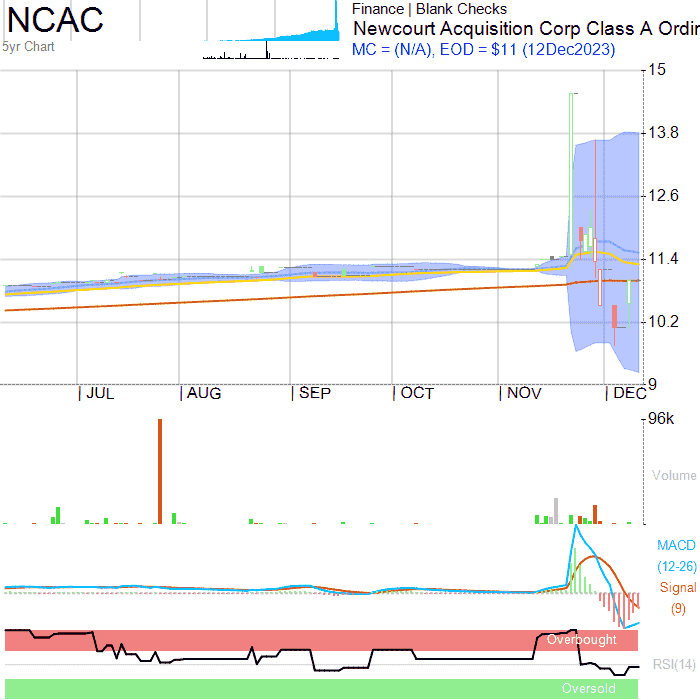 NCAC
5yr Chart
Finance | Blank Checks
Newcourt Acquisition Corp Class A Ordin
MC = (N/A), EOD = $11 (12Dec2023)
15
13.8
12.6
11.4
10.2
9
JUL
AUG
SEP
OCT
NOV
DEC
96k
Volume
MACD
(12-26)
Signal
(9)
Overbought
RSI(14)
Oversold